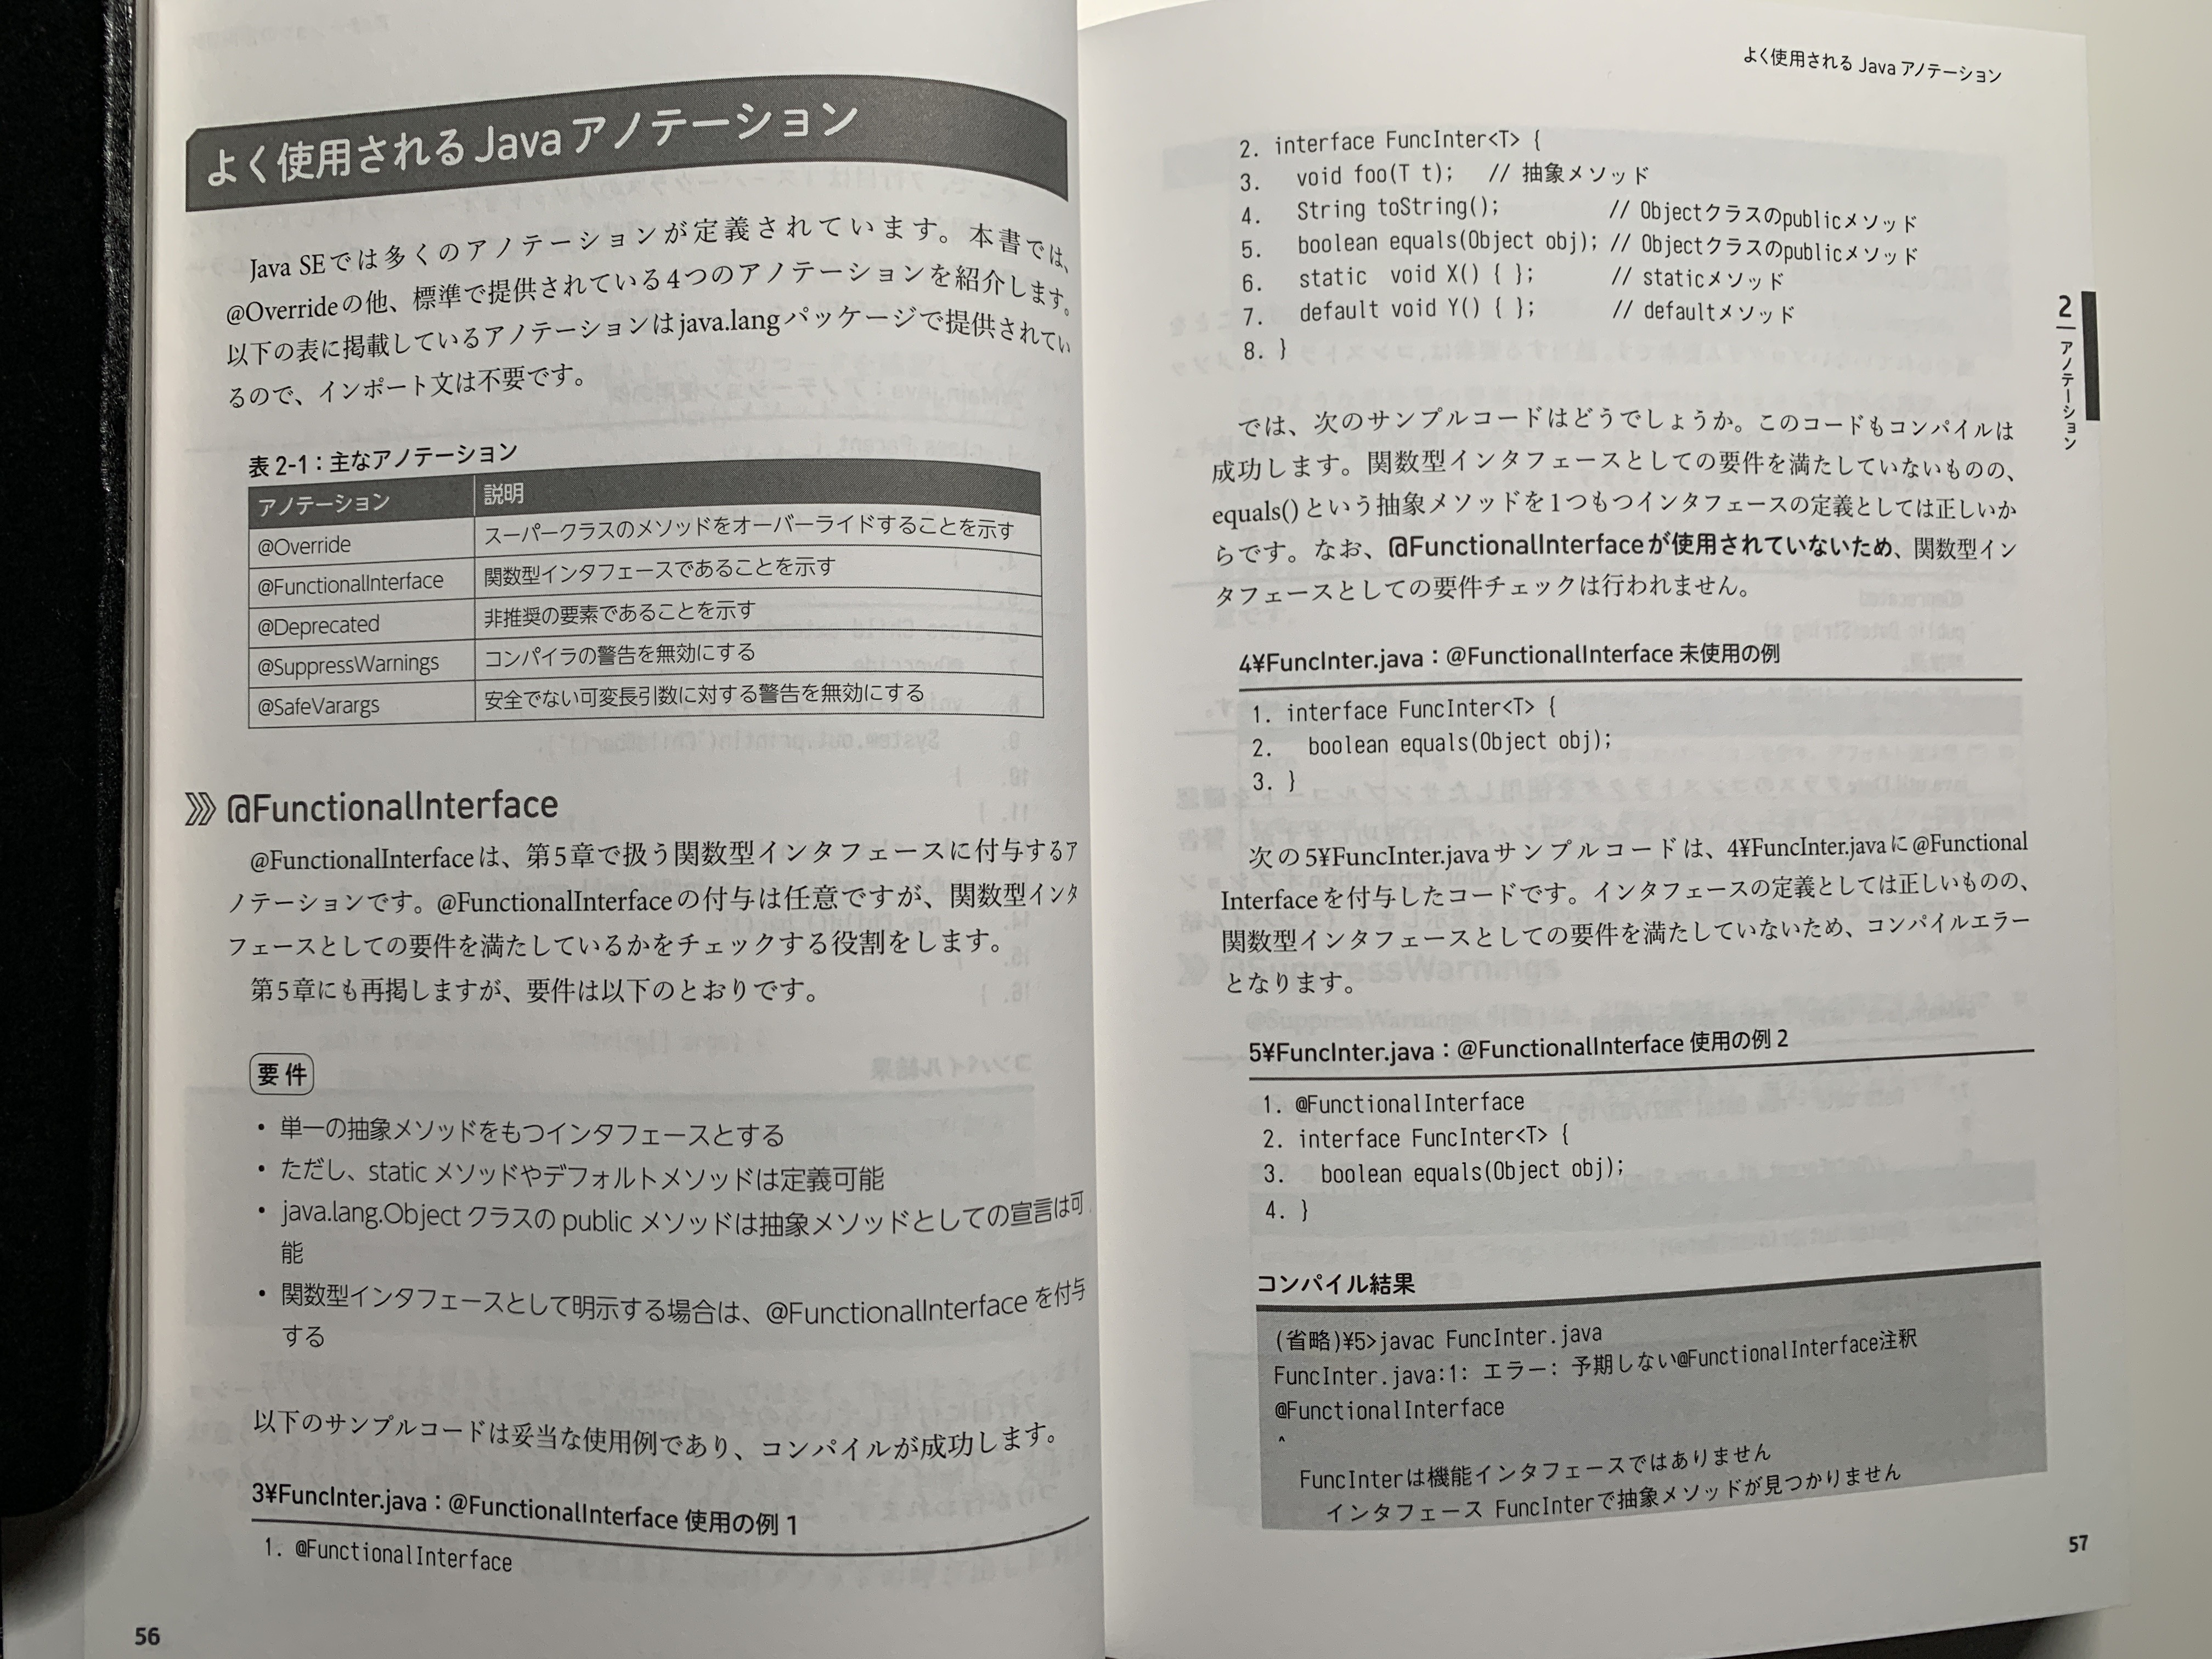 よく使用される Java アノテーション
Java SEでは多くのアノテーションが定義されています。本書では、
@Overrideの他、標準で提供されている4つのアノテーションを紹介します。
以下の表に掲載しているアノテーションはjava.langパッケージで提供されてい
るので、インポート文は不要です。
表 2-1：主なアノテーション
アノテーション 説明
@Override スーパークラスのメソッドをオーバーライドすることを示す
@FunctionalInterface 関数型インタフェースであることを示す
@Deprecated 非推奨の要素であることを示す
@SuppressWarnings コンパイラの警告を無効にする
@SafeVarargs 安全でない可変長引数に対する警告を無効にする
@FunctionalInterface
@FunctionalInterfaceは、第5章で扱う関数型インタフェースに付与するア
ノテーションです。@FunctionalInterfaceの付与は任意ですが、関数型インタ
フェースとしての要件を満たしているかをチェックする役割をします。
第5章にも再掲しますが、要件は以下のとおりです。
要件
・単一の抽象メソッドをもつインタフェースとする
・ただし、static メソッドやデフォルトメソッドは定義可能
・java.lang.Object クラスの public メソッドは抽象メソッドとしての宣言は可
能
・関数型インタフェースとして明示する場合は、@FunctionalInterface を付与
する
以下のサンプルコードは妥当な使用例であり、コンパイルが成功します。
3¥FuncInter.java：@FunctionalInterface 使用の例 1
1. @FunctionalInterface
56
よく使用される Java アノテーション
2. interface FuncInter<T> {
3.   void foo(T t);   // 抽象メソッド
4.   String toString();          // Objectクラスのpublicメソッド
5.   boolean equals(Object obj); // Objectクラスのpublicメソッド
6.   static  void X() { };       // staticメソッド
7.   default void Y() { };       // defaultメソッド
8. }
2 アノテーション
では、次のサンプルコードはどうでしょうか。このコードもコンパイルは
成功します。関数型インタフェースとしての要件を満たしていないものの、
equals()という抽象メソッドを1つもつインタフェースの定義としては正しいか
らです。なお、@FunctionalInterfaceが使用されていないため、関数型イン
タフェースとしての要件チェックは行われません。
4¥FuncInter.java：@FunctionalInterface 未使用の例
1. interface FuncInter<T> {
2.   boolean equals(Object obj);
3. }
次の5¥FuncInter.javaサンプルコードは、4¥FuncInter.javaに@Functional
Interfaceを付与したコードです。インタフェースの定義としては正しいものの、
関数型インタフェースとしての要件を満たしていないため、コンパイルエラー
となります。
5¥FuncInter.java：@FunctionalInterface 使用の例 2
1. @FunctionalInterface
2. interface FuncInter<T> {
3.   boolean equals(Object obj);
4. }
コンパイル結果
(省略)¥5>javac FuncInter.java
FuncInter.java:1: エラー: 予期しない@FunctionalInterface注釈
@FunctionalInterface
^
FuncInterは機能インタフェースではありません
インタフェース FuncInterで抽象メソッドが見つかりません
57